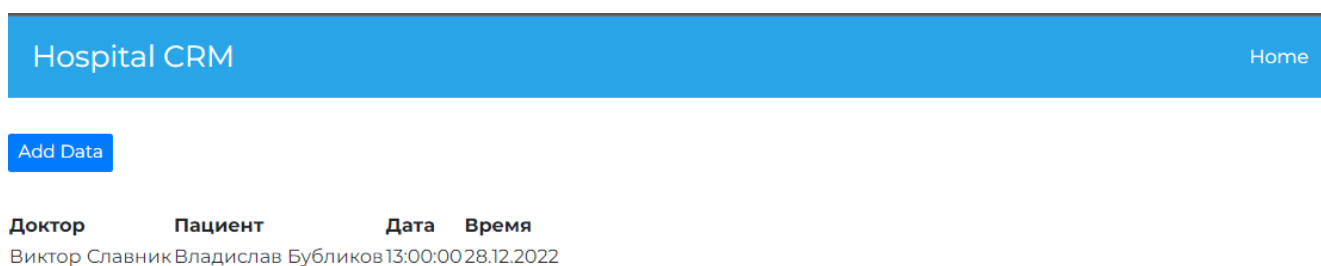 Hospital CRM Home
Add Data
Доктор Пациент Дата Время
Виктор Славник Владислав Бубликов 13:00:00 28.12.2022